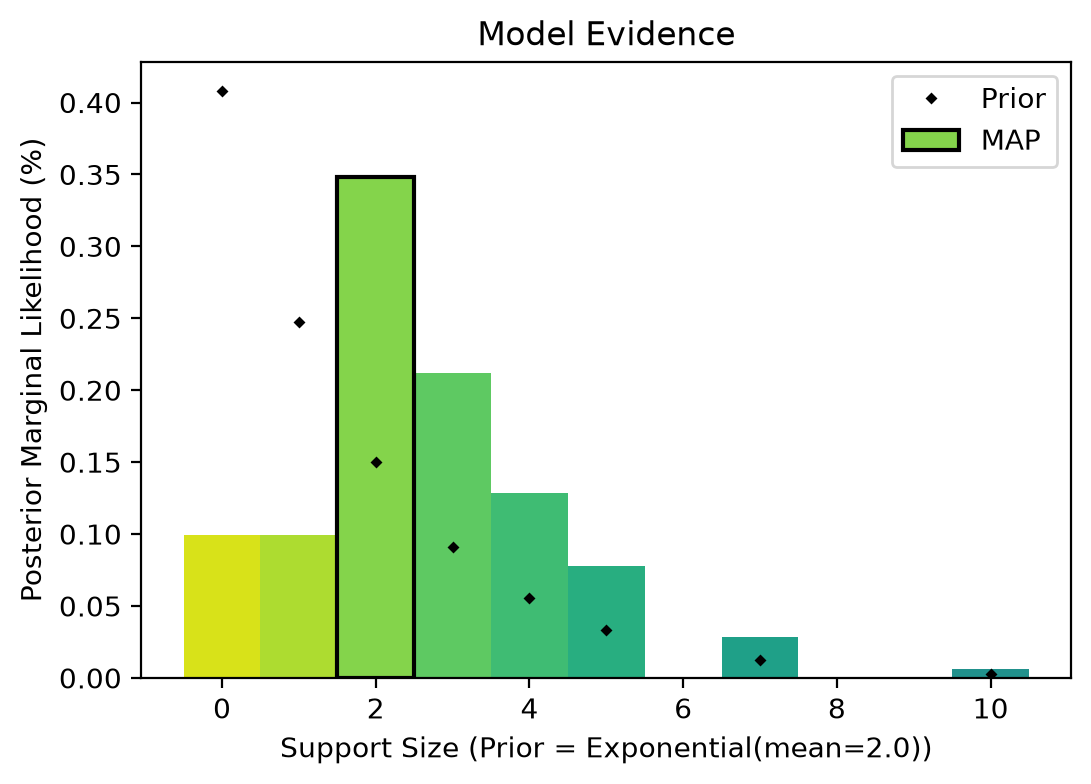 Model Evidence
Prior
MAP
Posterior Marginal Likelihood (%)
0.40
0.35
0.30
0.25
0.20
0.15
0.10
0.05
0.00
0 2 4 6 8 10
Support Size (Prior = Exponential(mean=2.0))